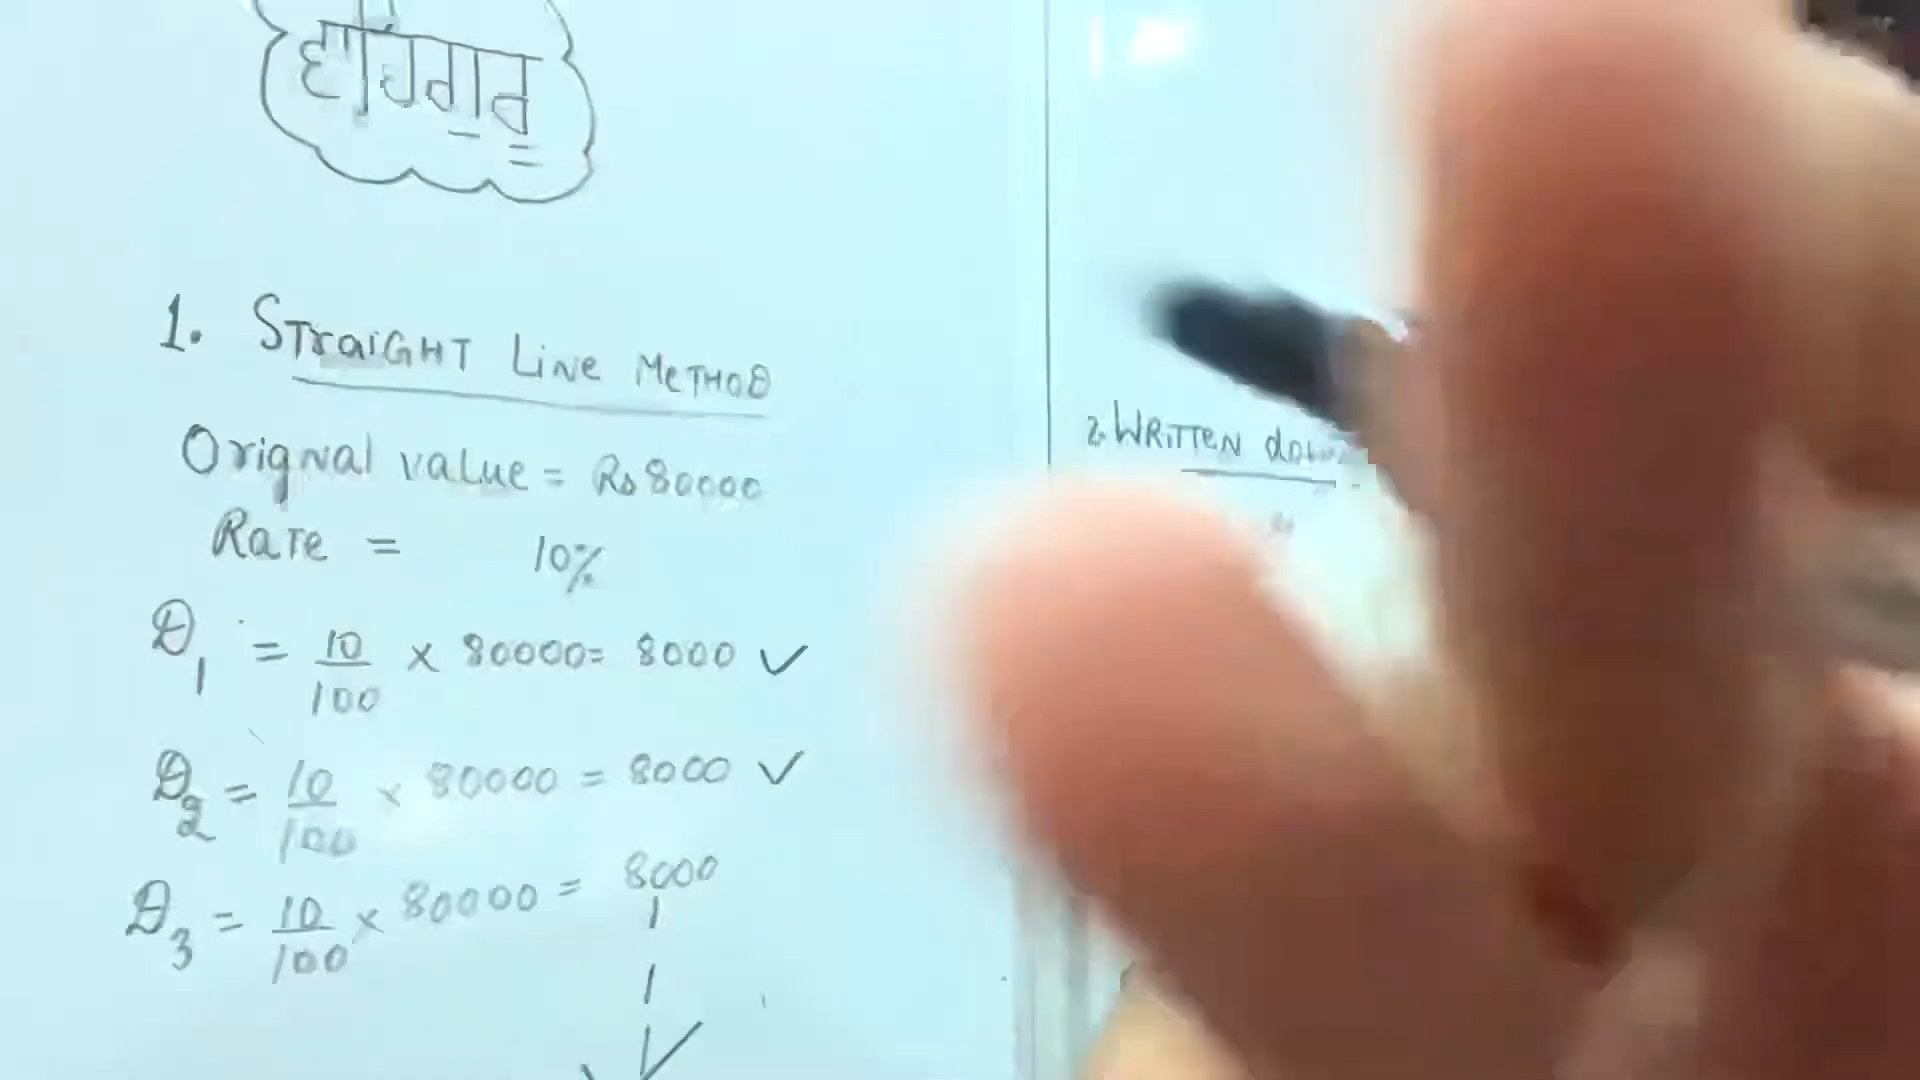 ਵਾਹਿਗੁਰੂ
1. Straight Line Method
Orignal value = Rs 80000
Rate = 10%
D1 = 10/100 × 80000 = 8000 ✓
D2 = 10/100 × 80000 = 8000 ✓
D3 = 10/100 × 80000 = 8000
2. Written down